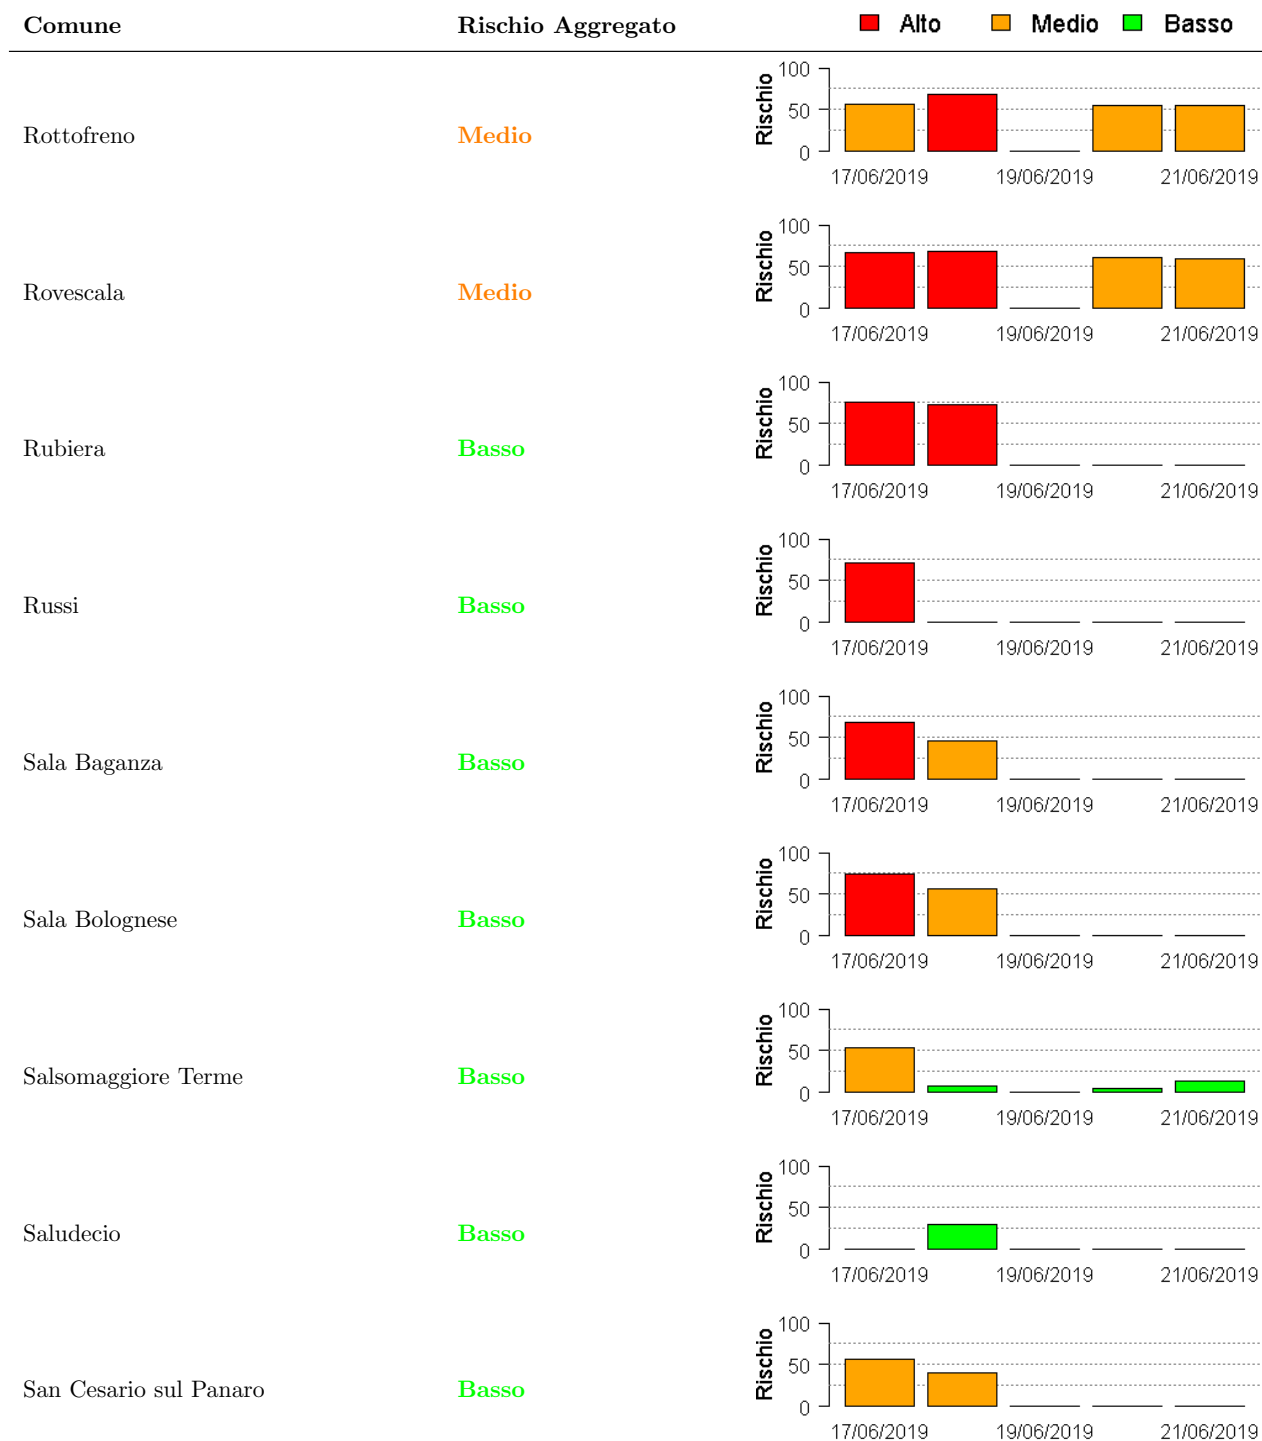 Comune Rischio Aggregato Alto Medio Basso
100
50
0
Rischio
Rottofreno Medio
17/06/2019 19/06/2019 21/06/2019
100
50
0
Rischio
Rovescala Medio
17/06/2019 19/06/2019 21/06/2019
100
50
0
Rischio
Rubiera Basso
17/06/2019 19/06/2019 21/06/2019
100
50
0
Rischio
Russi Basso
17/06/2019 19/06/2019 21/06/2019
100
50
0
Rischio
Sala Baganza Basso
17/06/2019 19/06/2019 21/06/2019
100
50
0
Rischio
Sala Bolognese Basso
17/06/2019 19/06/2019 21/06/2019
100
50
0
Rischio
Salsomaggiore Terme Basso
17/06/2019 19/06/2019 21/06/2019
100
50
0
Rischio
Saludecio Basso
17/06/2019 19/06/2019 21/06/2019
100
50
0
Rischio
San Cesario sul Panaro Basso
17/06/2019 19/06/2019 21/06/2019